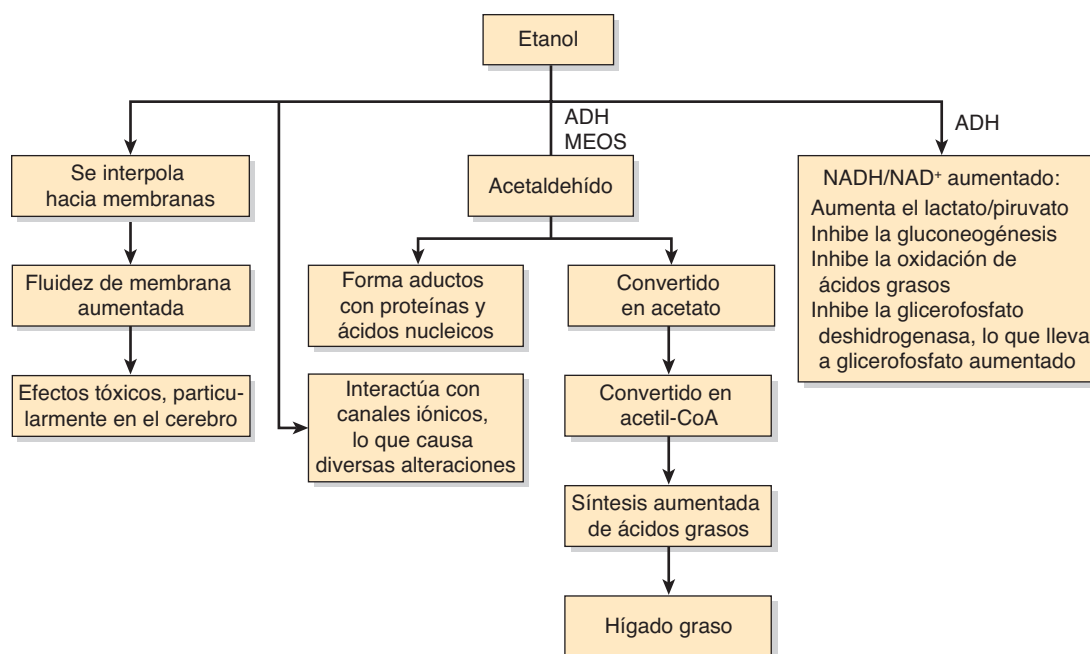 Etanol
ADH
MEOS
ADH
Se interpola
hacia membranas
Acetaldehído
NADH/NAD⁺ aumentado:
Aumenta el lactato/piruvato
Inhibe la gluconeogénesis
Inhibe la oxidación de
ácidos grasos
Inhibe la glicerofosfato
deshidrogenasa, lo que lleva
a glicerofosfato aumentado
Fluidez de membrana
aumentada
Forma aductos
con proteínas y
ácidos nucleicos
Convertido
en acetato
Efectos tóxicos, particu-
larmente en el cerebro
Interactúa con
canales iónicos,
lo que causa
diversas alteraciones
Convertido en
acetil-CoA
Síntesis aumentada
de ácidos grasos
Hígado graso